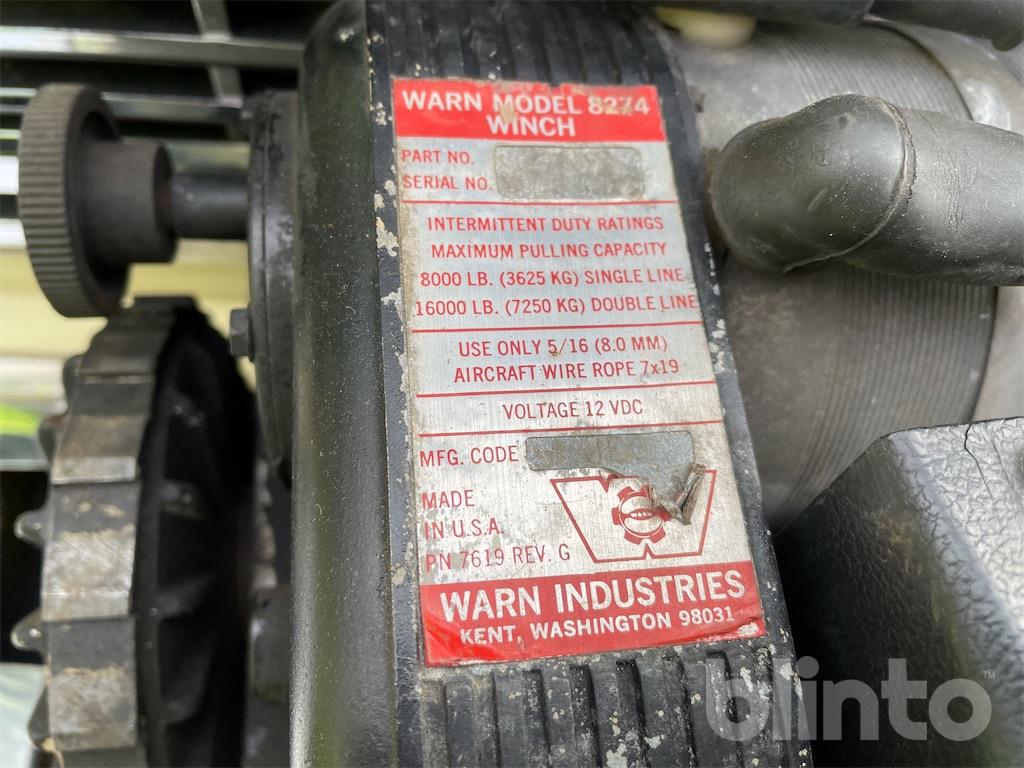 WARN MODEL 8274
WINCH
PART NO.
SERIAL NO.
INTERMITTENT DUTY RATINGS
MAXIMUM PULLING CAPACITY
8000 LB. (3625 KG) SINGLE LINE
16000 LB. (7250 KG) DOUBLE LINE
USE ONLY 5/16 (8.0 MM)
AIRCRAFT WIRE ROPE 7x19
VOLTAGE 12 VDC
MFG. CODE
MADE
IN U.S.A.
PN 7619 REV. G
WARN INDUSTRIES
KENT, WASHINGTON 98031
blinto™